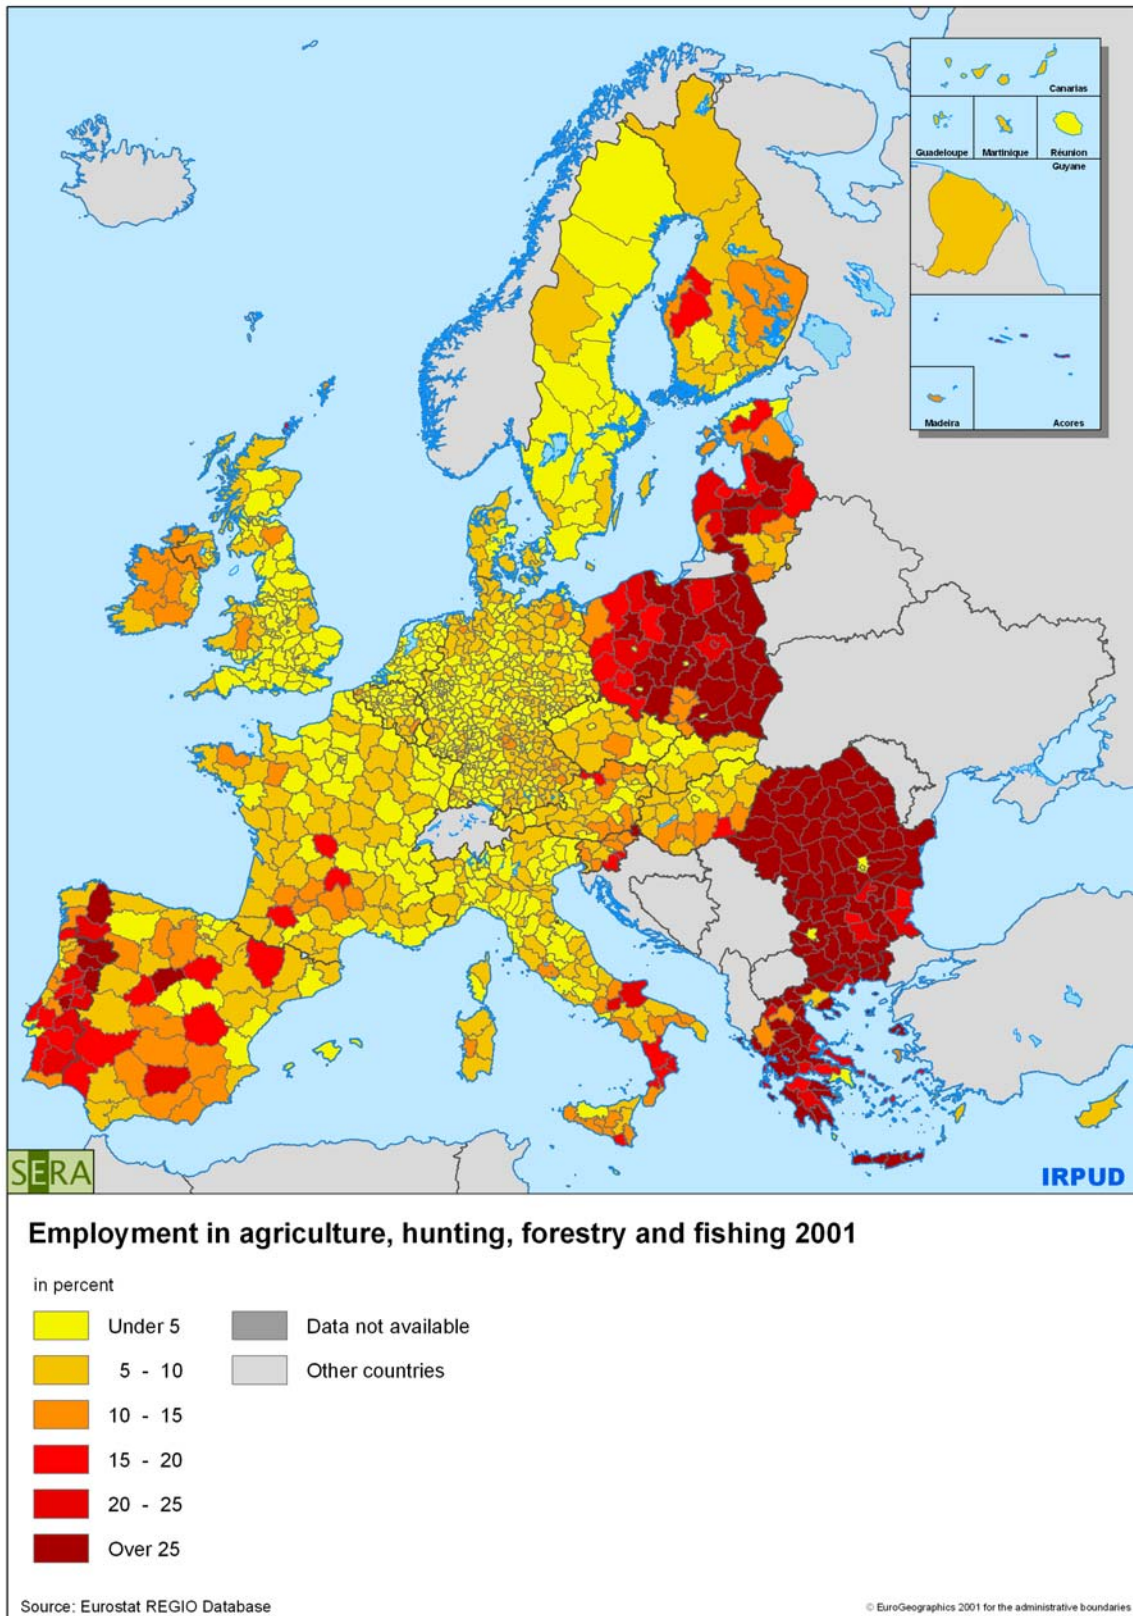 Canarias
Guadeloupe Martinique Réunion
Guyane
Madeira Acores
SERA
IRPUD
Employment in agriculture, hunting, forestry and fishing 2001
in percent
Under 5 Data not available
5 - 10 Other countries
10 - 15
15 - 20
20 - 25
Over 25
Source: Eurostat REGIO Database
© EuroGeographics 2001 for the administrative boundaries